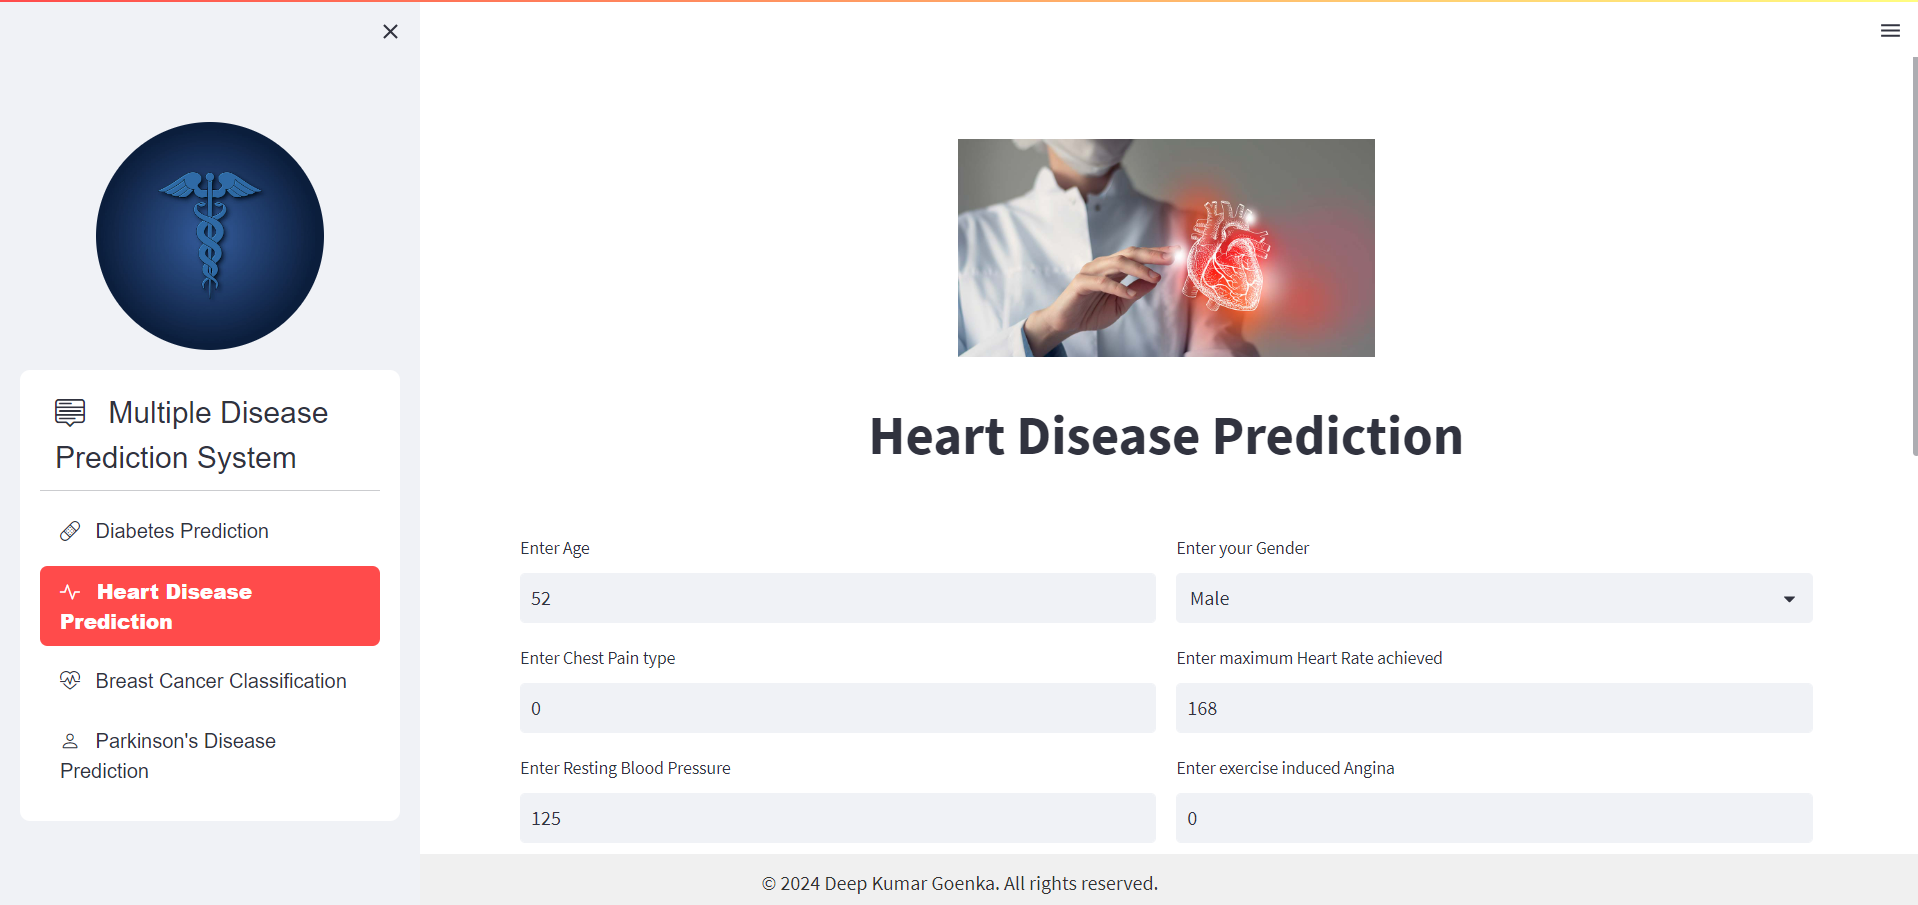 Multiple Disease
Prediction System
Diabetes Prediction
Heart Disease
Prediction
Breast Cancer Classification
Parkinson's Disease
Prediction
Heart Disease Prediction
Enter Age
52
Enter your Gender
Male
Enter Chest Pain type
0
Enter maximum Heart Rate achieved
168
Enter Resting Blood Pressure
125
Enter exercise induced Angina
0
© 2024 Deep Kumar Goenka. All rights reserved.